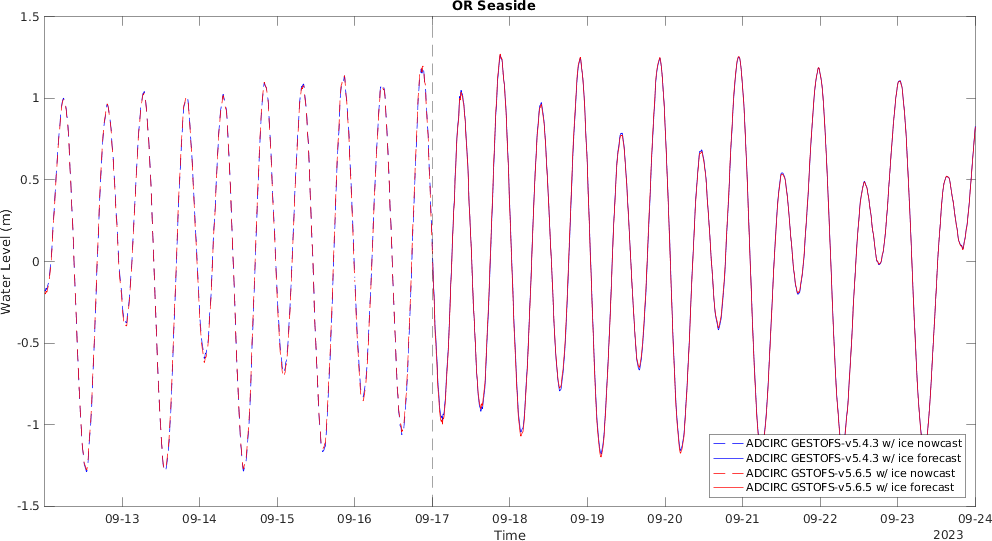 OR Seaside
1.5
1
0.5
0
-0.5
-1
-1.5
Water Level (m)
ADCIRC GESTOFS-v5.4.3 w/ ice nowcast
ADCIRC GESTOFS-v5.4.3 w/ ice forecast
ADCIRC GSTOFS-v5.6.5 w/ ice nowcast
ADCIRC GSTOFS-v5.6.5 w/ ice forecast
09-13 09-14 09-15 09-16 09-17 09-18 09-19 09-20 09-21 09-22 09-23 09-24
Time
2023